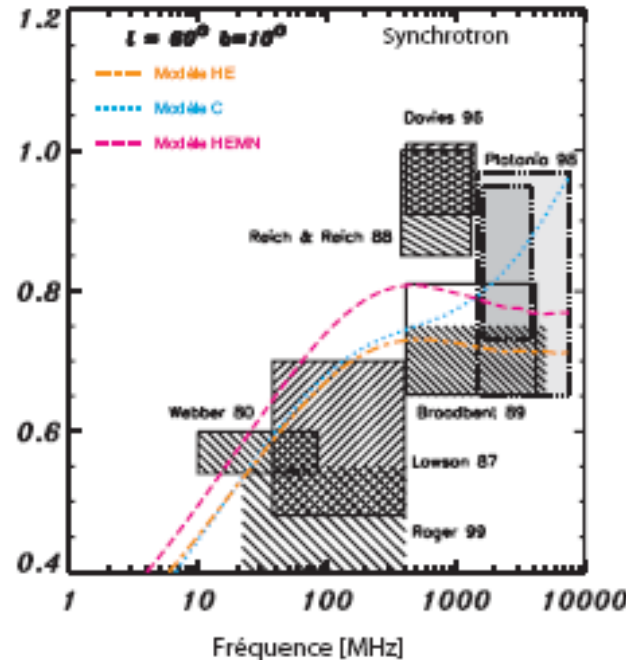 1.2
ℓ = 60° b=10°
Synchrotron
Modèle HE
Modèle C
Modèle HEMN
Davies 96
1.0
Platania 98
Reich & Reich 88
0.8
Webber 80
Broadbent 89
0.6
Lawson 87
Roger 99
0.4
1 10 100 1000 10000
Fréquence [MHz]